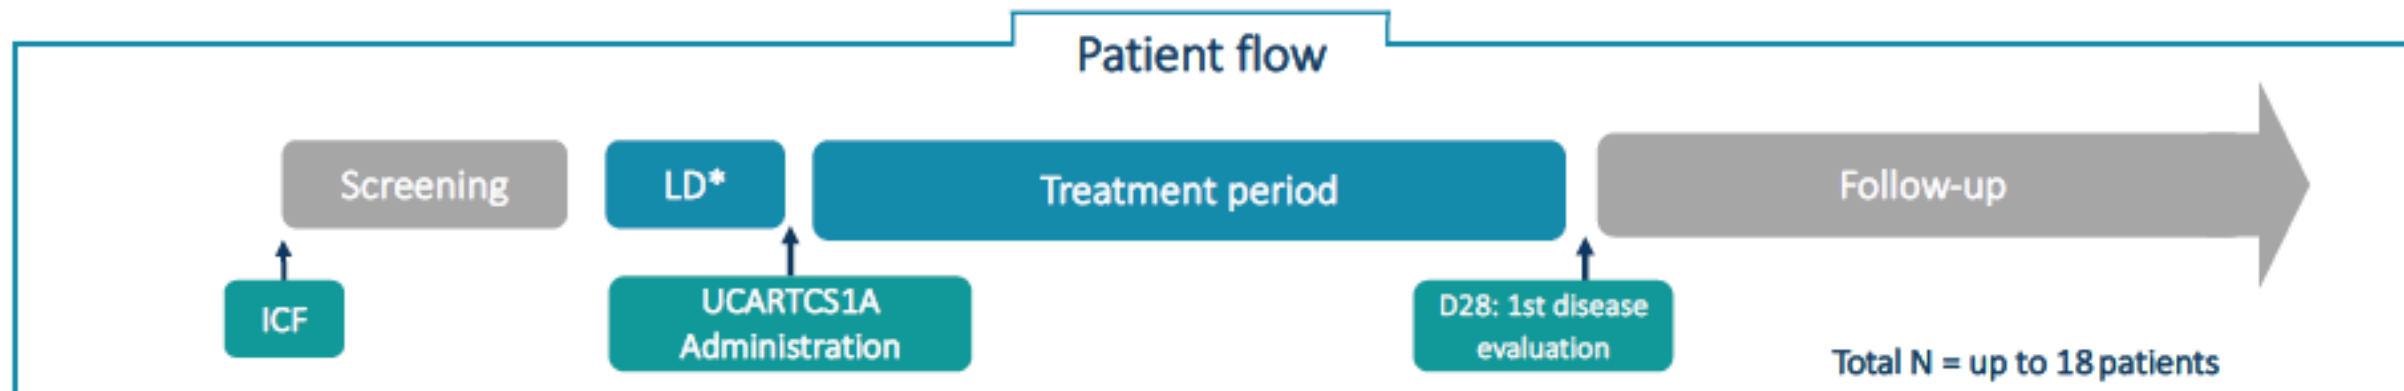 Patient flow
Screening
LD*
Treatment period
Follow-up
ICF
UCARTCS1A
Administration
D28: 1st disease
evaluation
Total N = up to 18 patients